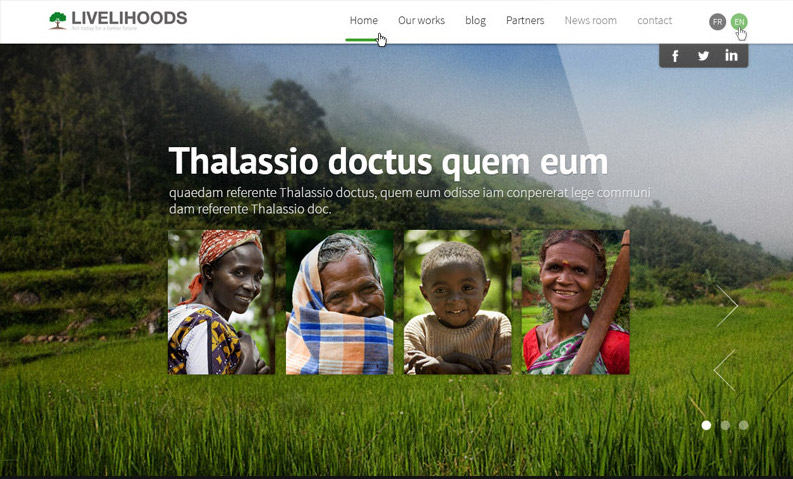 LIVELIHOODS
Act today for a better future
Home Our works blog Partners News room contact FR EN
f in
Thalassio doctus quem eum
quaedam referente Thalassio doctus, quem eum odisse iam conpererat lege communi
dam referente Thalassio doc.